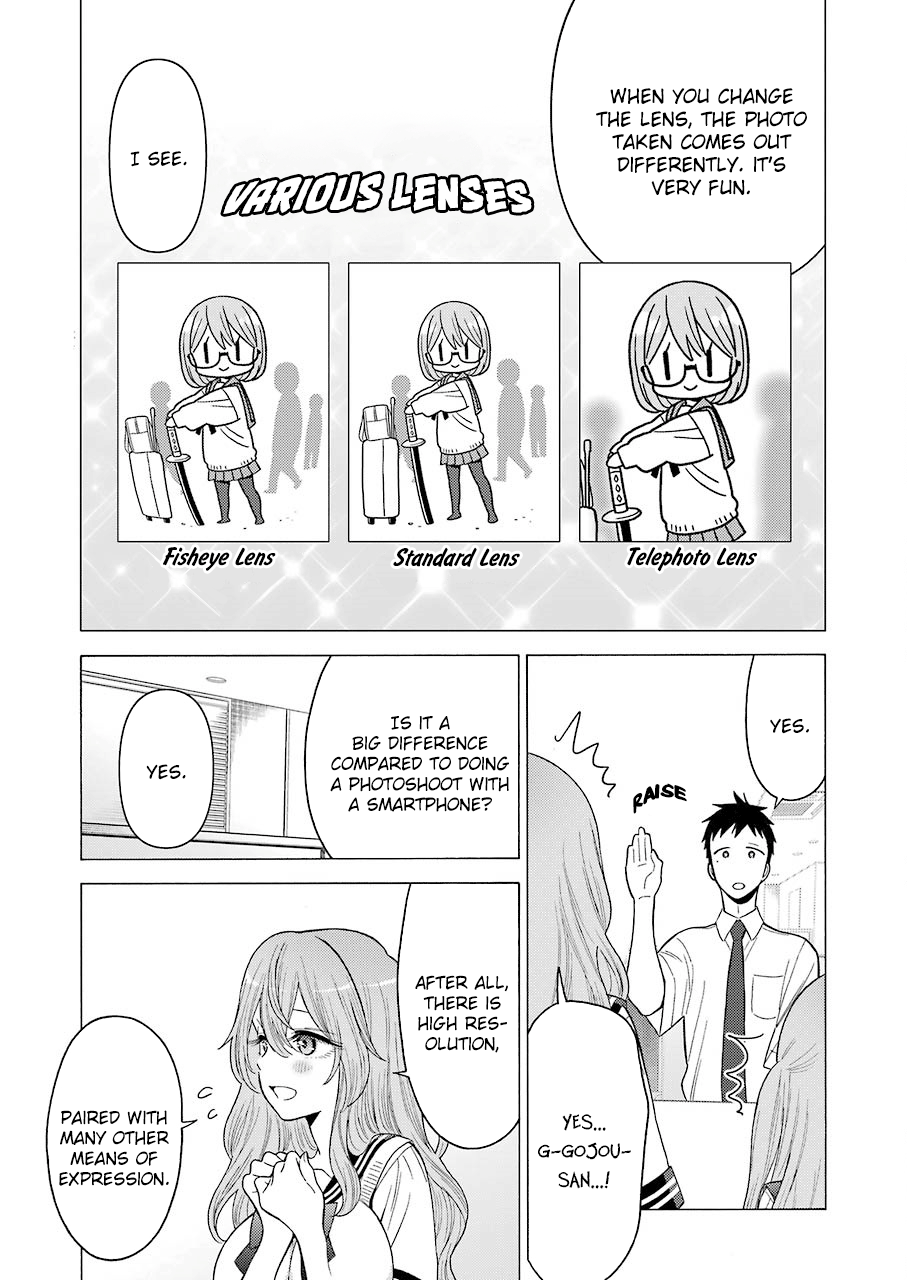 WHEN YOU CHANGE
THE LENS, THE PHOTO
TAKEN COMES OUT
DIFFERENTLY. IT'S
VERY FUN.
I SEE.
VARIOUS LENSES
Telephoto Lens
Standard Lens
Fisheye Lens
YES.
RAISE
YES...
G-GOJOU-
SAN...!
IS IT A
BIG DIFFERENCE
COMPARED TO DOING
A PHOTOSHOOT WITH
A SMARTPHONE?
YES.
AFTER ALL,
THERE IS
HIGH RES-
OLUTION,
PAIRED WITH
MANY OTHER
MEANS OF
EXPRESSION.